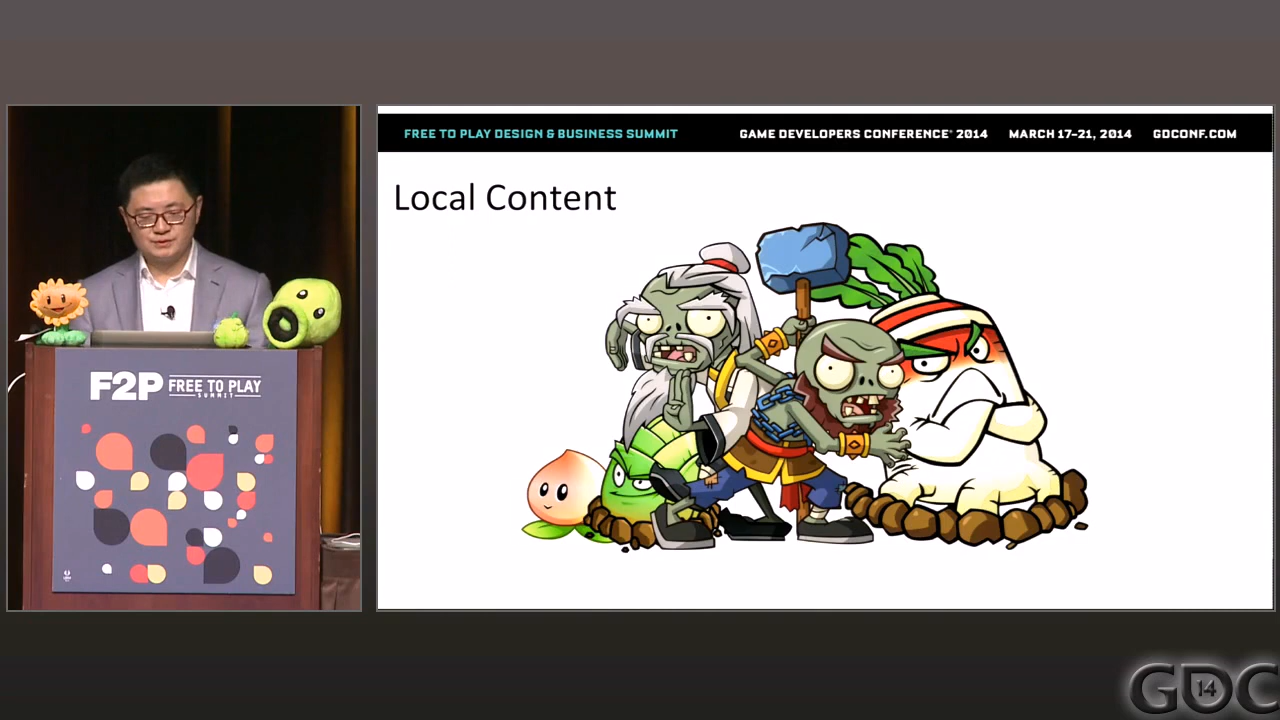 FREE TO PLAY DESIGN & BUSINESS SUMMIT
GAME DEVELOPERS CONFERENCE® 2014 MARCH 17-21, 2014 GDCONF.COM
Local Content
F2P FREE TO PLAY
SUMMIT
GDC
14